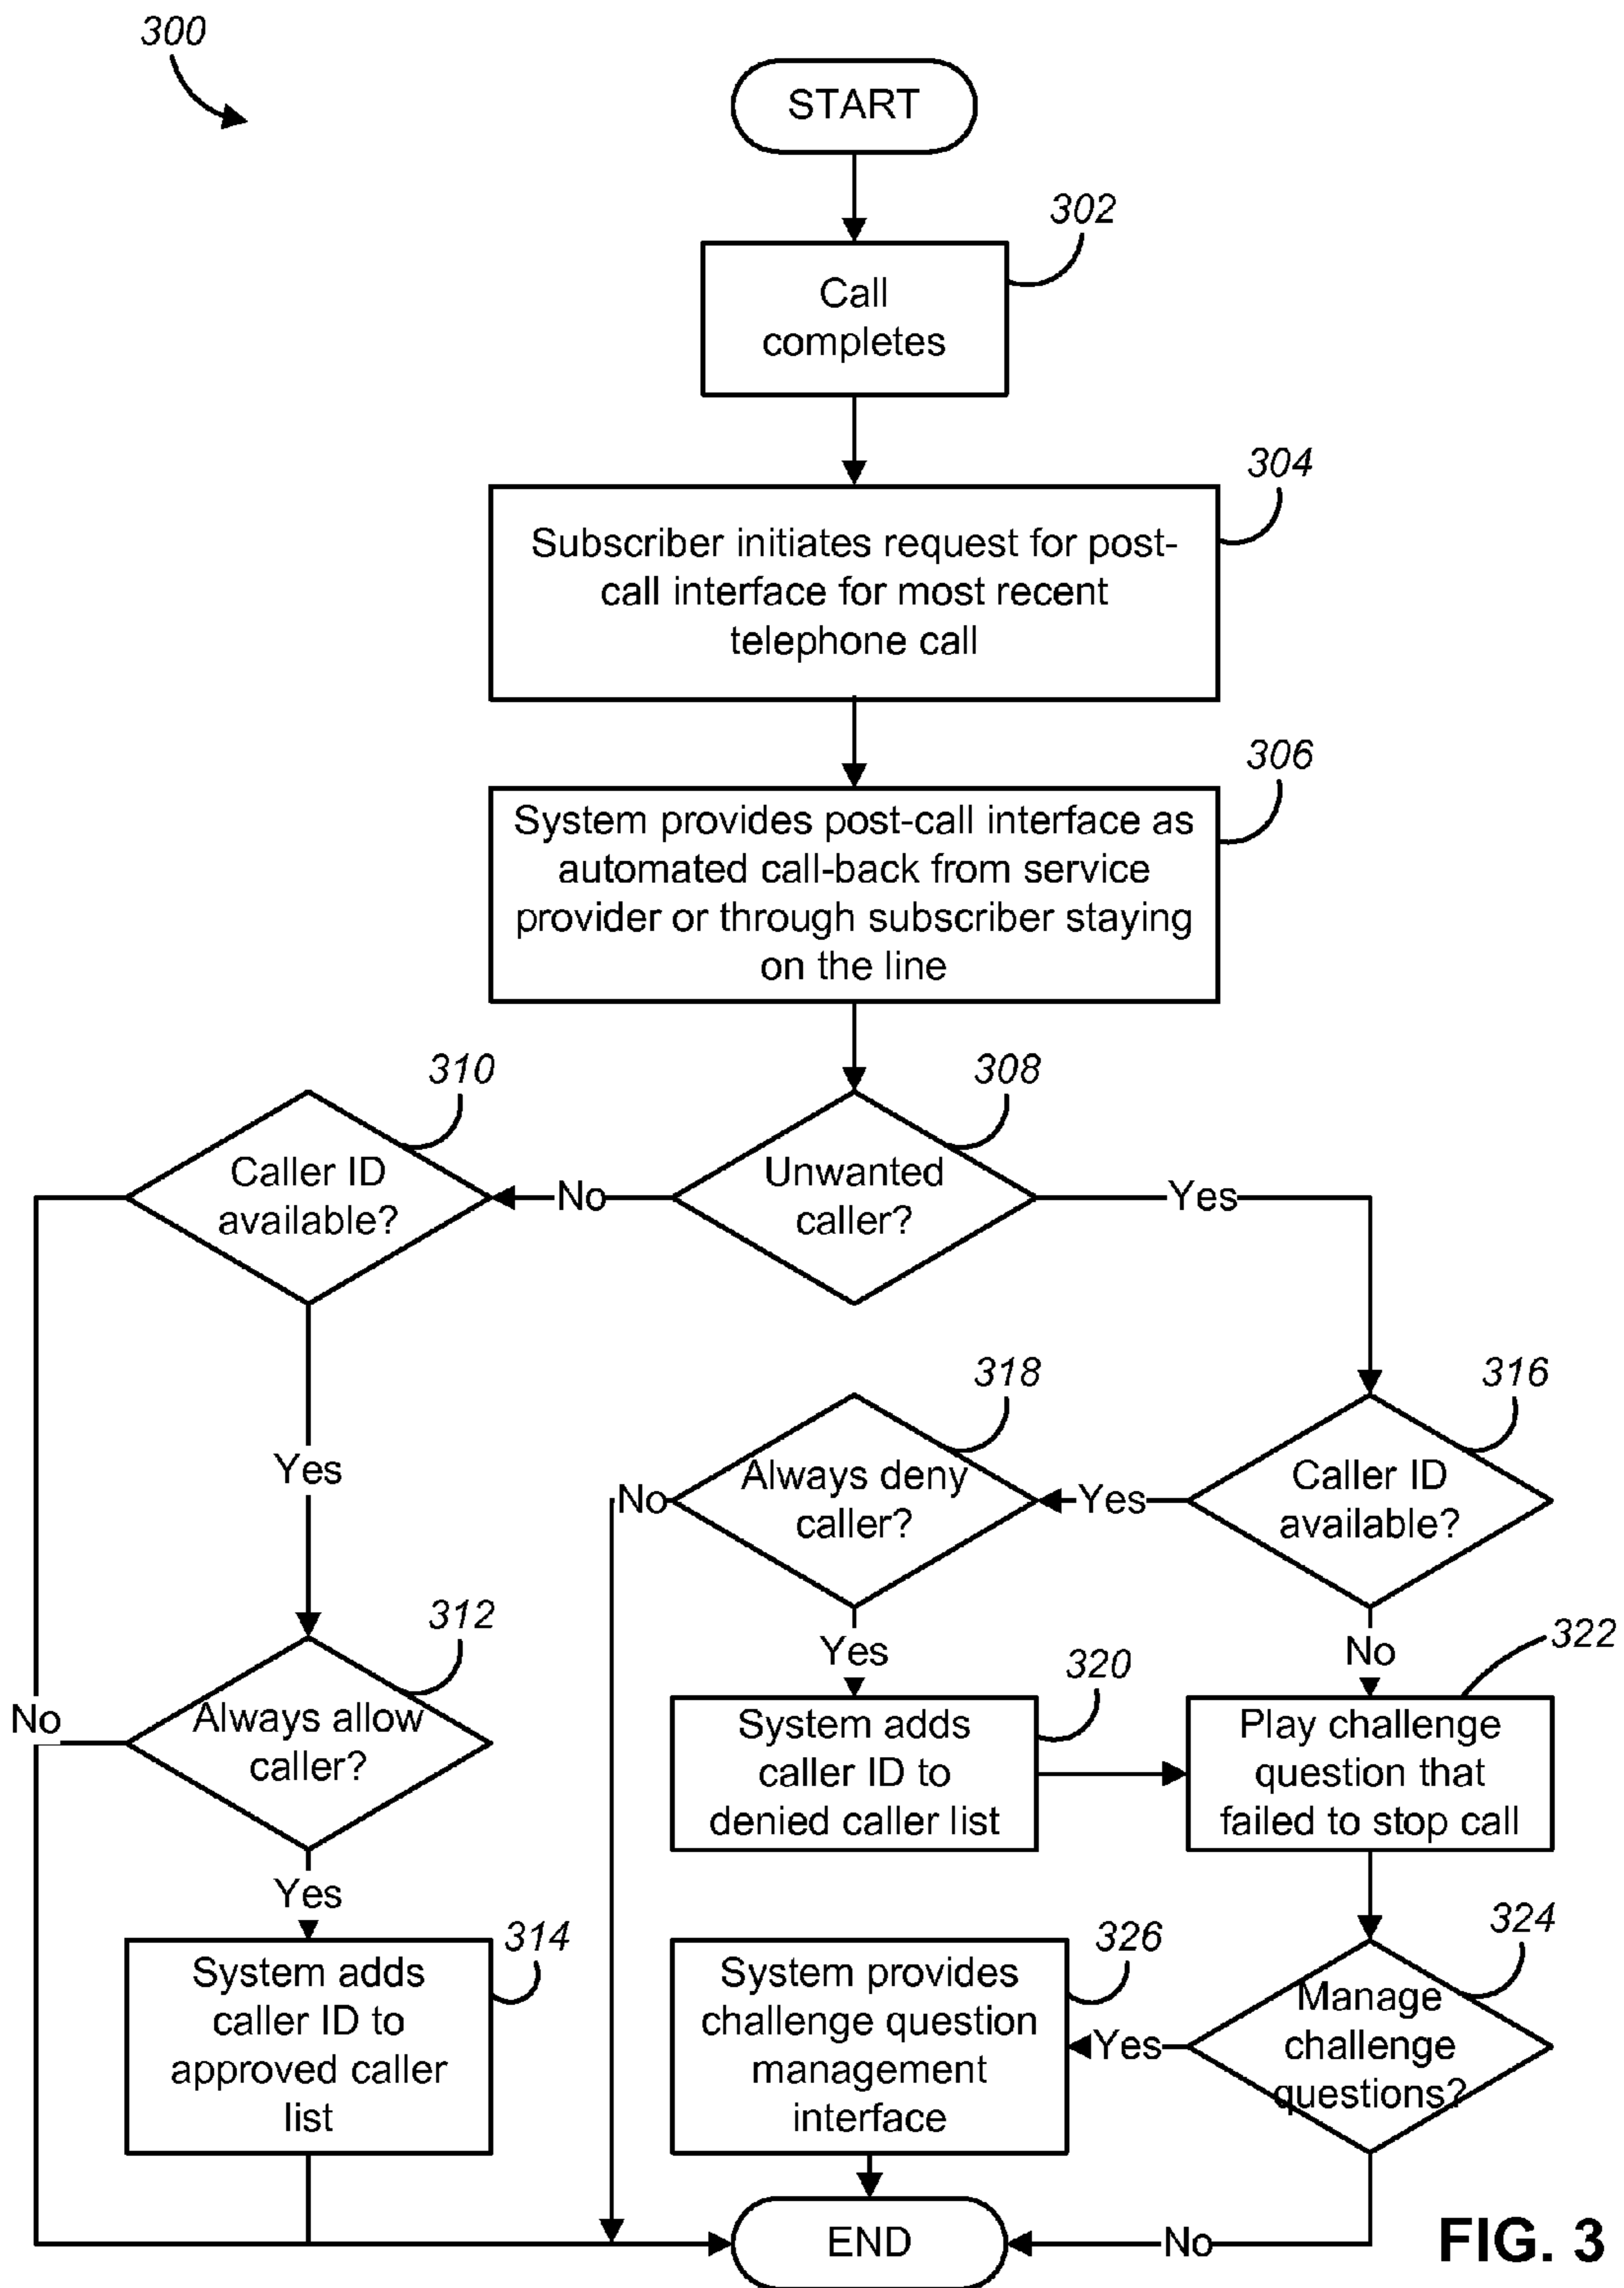 300
START
302
Call
completes
304
Subscriber initiates request for post-
call interface for most recent
telephone call
306
System provides post-call interface as
automated call-back from service
provider or through subscriber staying
on the line
310
308
Caller ID
available?
No
Unwanted
caller?
Yes
318
316
Yes
No
Always deny
caller?
Yes
Caller ID
available?
312
Yes
320
No
322
No
Always allow
caller?
System adds
caller ID to
denied caller list
Play challenge
question that
failed to stop call
Yes
314
326
324
System adds
caller ID to
approved caller
list
System provides
challenge question
management
interface
Yes
Manage
challenge
questions?
END
No
FIG. 3